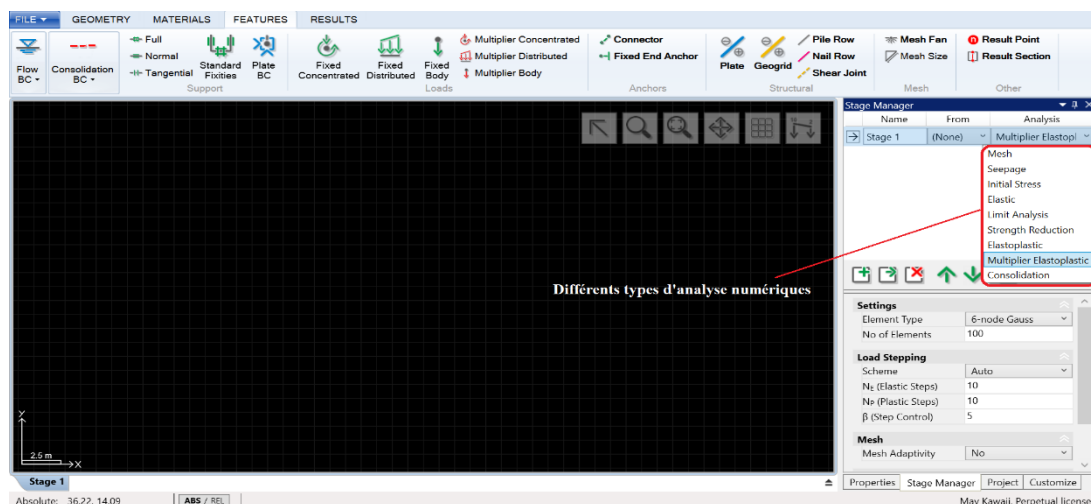 FILE GEOMETRY MATERIALS FEATURES RESULTS
Full Multiplier Concentrated Connector Pile Row Mesh Fan Result Point
Normal Multiplier Distributed Fixed End Anchor Nail Row Mesh Size Result Section
Tangential Multiplier Body Shear Joint
Flow BC Consolidation BC Standard Fixities Plate BC Fixed Concentrated Fixed Distributed Fixed Body Plate Geogrid
Support Loads Anchors Structural Mesh Other
Stage Manager
Name From Analysis
Stage 1 (None) Multiplier Elastopl
Mesh
Seepage
Initial Stress
Elastic
Limit Analysis
Strength Reduction
Elastoplastic
Multiplier Elastoplastic
Consolidation
Différents types d'analyse numériques
Settings
Element Type 6-node Gauss
No of Elements 100
Load Stepping
Scheme Auto
NE (Elastic Steps) 10
NP (Plastic Steps) 10
β (Step Control) 5
Mesh
Mesh Adaptivity No
Y
2.5 m
X
Stage 1
Properties Stage Manager Project Customize
Absolute: 36.22, 14.09 ABS / REL May Kawaii, Perpetual license